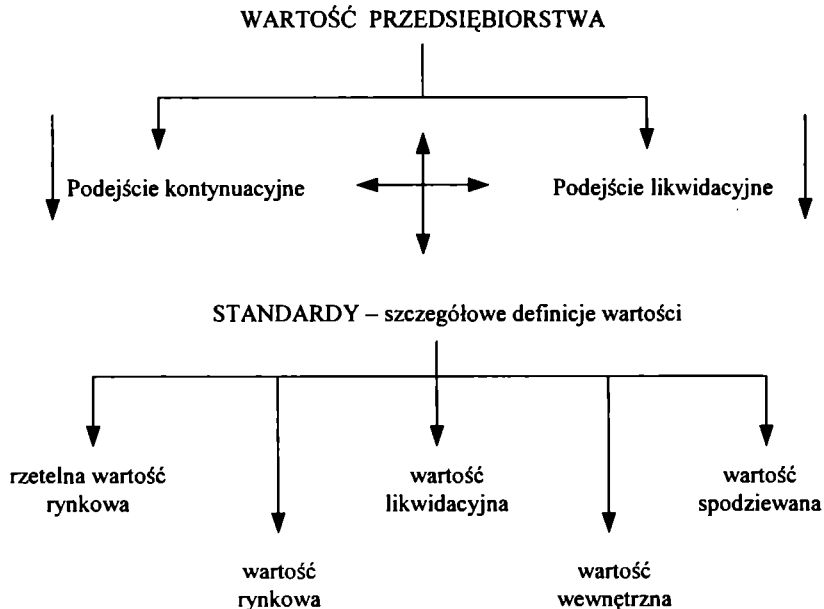 WARTOŚĆ PRZEDSIĘBIORSTWA
Podejście kontynuacyjne
Podejście likwidacyjne
STANDARDY – szczegółowe definicje wartości
rzetelna wartość
rynkowa
wartość
rynkowa
wartość
likwidacyjna
wartość
wewnętrzna
wartość
spodziewana